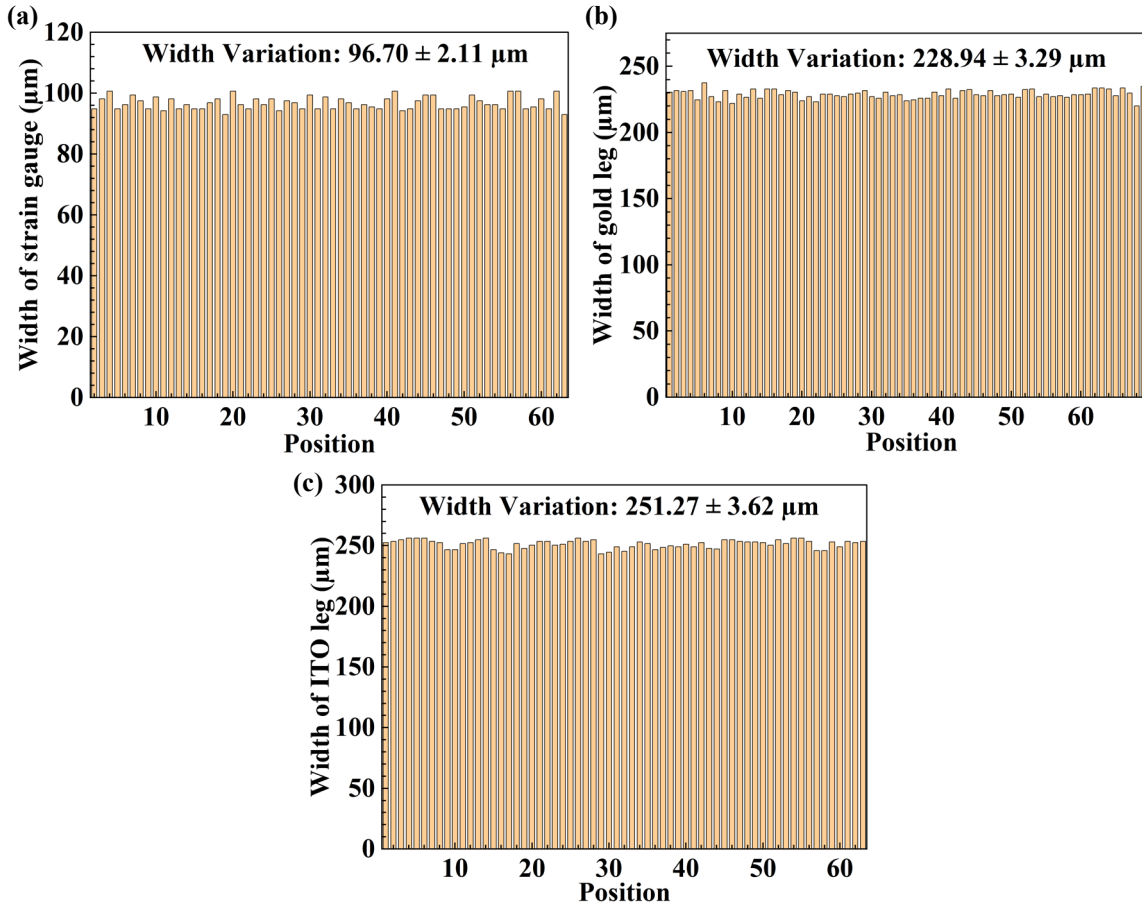 (a)
Width Variation: 96.70 ± 2.11 µm
Width of strain gauge (µm)
120
100
80
60
40
20
0
10 20 30 40 50 60
Position
(b)
Width Variation: 228.94 ± 3.29 µm
Width of gold leg (µm)
250
200
150
100
50
0
10 20 30 40 50 60
Position
(c)
Width Variation: 251.27 ± 3.62 µm
Width of ITO leg (µm)
300
250
200
150
100
50
0
10 20 30 40 50 60
Position